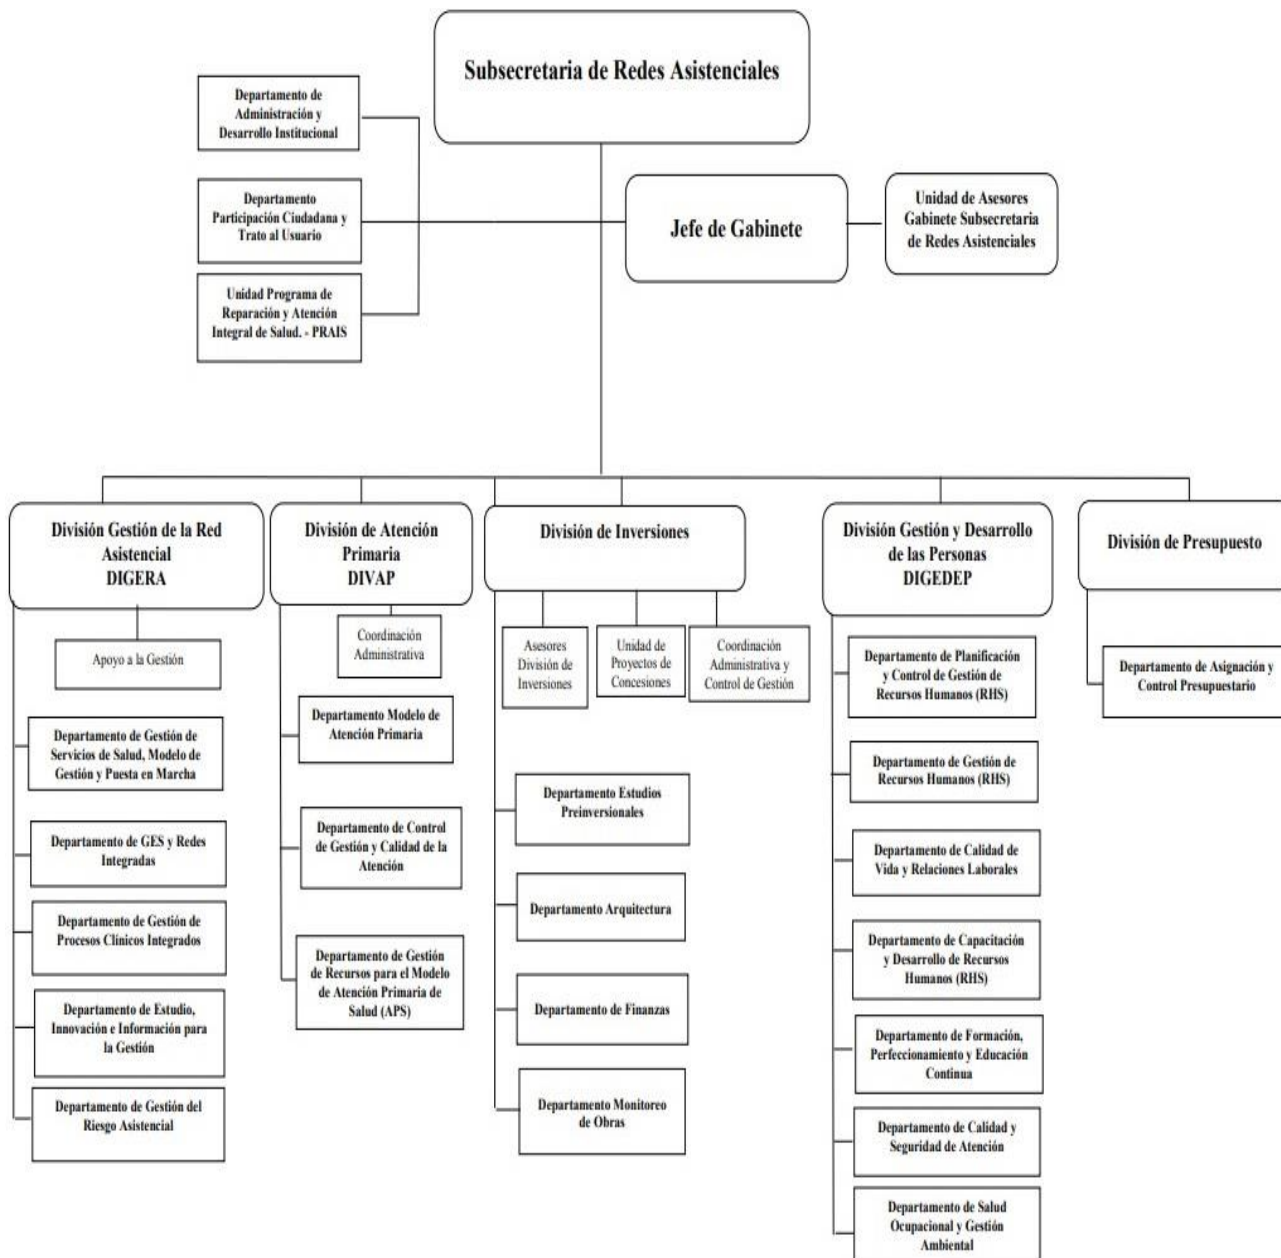 Subsecretaria de Redes Asistenciales
Departamento de
Administración y
Desarrollo Institucional
Departamento
Participación Ciudadana y
Trato al Usuario
Unidad Programa de
Reparación y Atención
Integral de Salud. - PRAIS
Jefe de Gabinete
Unidad de Asesores
Gabinete Subsecretaria
de Redes Asistenciales
División Gestión de la Red
Asistencial
DIGERA
Apoyo a la Gestión
Departamento de Gestión de
Servicios de Salud, Modelo de
Gestión y Puesta en Marcha
Departamento de GES y Redes
Integradas
Departamento de Gestión de
Procesos Clínicos Integrados
Departamento de Estudio,
Innovación e Información para
la Gestión
Departamento de Gestión del
Riesgo Asistencial
División de Atención
Primaria
DIVAP
Coordinación
Administrativa
Departamento Modelo de
Atención Primaria
Departamento de Control
de Gestión y Calidad de la
Atención
Departamento de Gestión
de Recursos para el Modelo
de Atención Primaria de
Salud (APS)
División de Inversiones
Asesores
División de
Inversiones
Unidad de
Proyectos de
Concesiones
Coordinación
Administrativa y
Control de Gestión
Departamento Estudios
Preinversionales
Departamento Arquitectura
Departamento de Finanzas
Departamento Monitoreo
de Obras
División Gestión y Desarrollo
de las Personas
DIGEDEP
Departamento de Planificación
y Control de Gestión de
Recursos Humanos (RHS)
Departamento de Gestión de
Recursos Humanos (RHS)
Departamento de Calidad de
Vida y Relaciones Laborales
Departamento de Capacitación
y Desarrollo de Recursos
Humanos (RHS)
Departamento de Formación,
Perfeccionamiento y Educación
Continua
Departamento de Calidad y
Seguridad de Atención
Departamento de Salud
Ocupacional y Gestión
Ambiental
División de Presupuesto
Departamento de Asignación y
Control Presupuestario